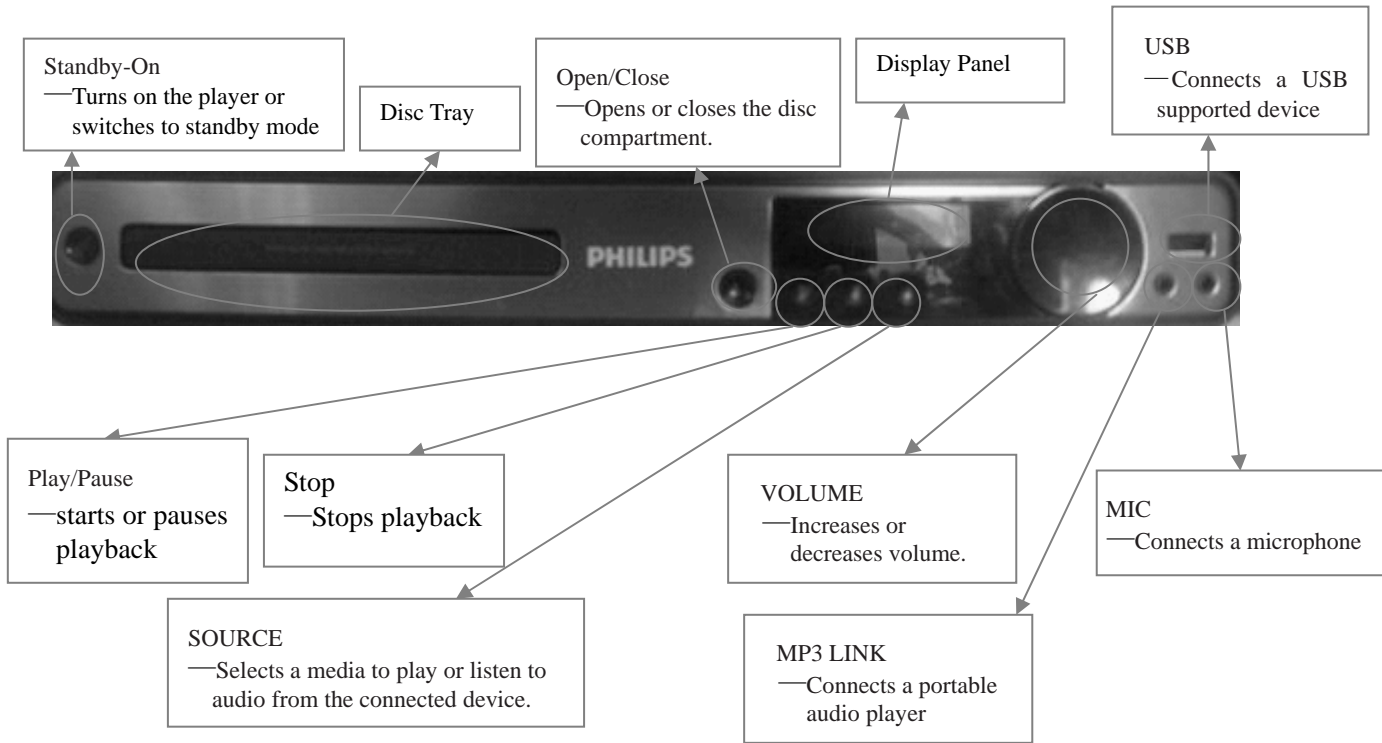 Standby-On
—Turns on the player or
switches to standby mode
Disc Tray
Open/Close
—Opens or closes the disc
compartment.
Display Panel
USB
—Connects a USB
supported device
PHILIPS
Play/Pause
—starts or pauses
playback
Stop
—Stops playback
VOLUME
—Increases or
decreases volume.
MIC
—Connects a microphone
SOURCE
—Selects a media to play or listen to
audio from the connected device.
MP3 LINK
—Connects a portable
audio player